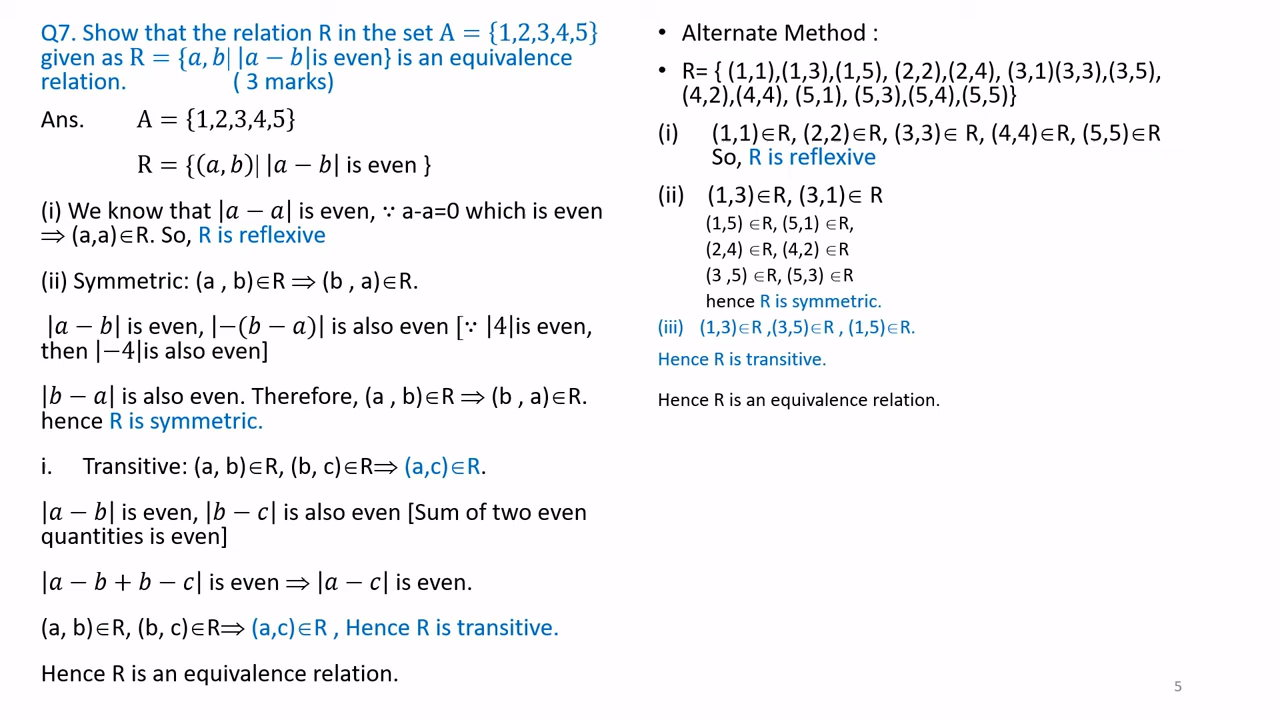 Q7. Show that the relation R in the set A = {1,2,3,4,5}
given as R = {a, b| |a − b|is even} is an equivalence
relation. ( 3 marks)
Ans. A = {1,2,3,4,5}
R = {(a, b)| |a − b| is even }
(i) We know that |a − a| is even, ∵ a-a=0 which is even
⇒ (a,a)∈R. So, R is reflexive
(ii) Symmetric: (a , b)∈R ⇒ (b , a)∈R.
|a − b| is even, |−(b − a)| is also even [∵ |4|is even,
then |−4|is also even]
|b − a| is also even. Therefore, (a , b)∈R ⇒ (b , a)∈R.
hence R is symmetric.
i. Transitive: (a, b)∈R, (b, c)∈R⇒ (a,c)∈R.
|a − b| is even, |b − c| is also even [Sum of two even
quantities is even]
|a − b + b − c| is even ⇒ |a − c| is even.
(a, b)∈R, (b, c)∈R⇒ (a,c)∈R , Hence R is transitive.
Hence R is an equivalence relation.
• Alternate Method :
• R= { (1,1),(1,3),(1,5), (2,2),(2,4), (3,1)(3,3),(3,5),
(4,2),(4,4), (5,1), (5,3),(5,4),(5,5)}
(i) (1,1)∈R, (2,2)∈R, (3,3)∈ R, (4,4)∈R, (5,5)∈R
So, R is reflexive
(ii) (1,3)∈R, (3,1)∈ R
(1,5) ∈R, (5,1) ∈R,
(2,4) ∈R, (4,2) ∈R
(3 ,5) ∈R, (5,3) ∈R
hence R is symmetric.
(iii) (1,3)∈R ,(3,5)∈R , (1,5)∈R.
Hence R is transitive.
Hence R is an equivalence relation.
5